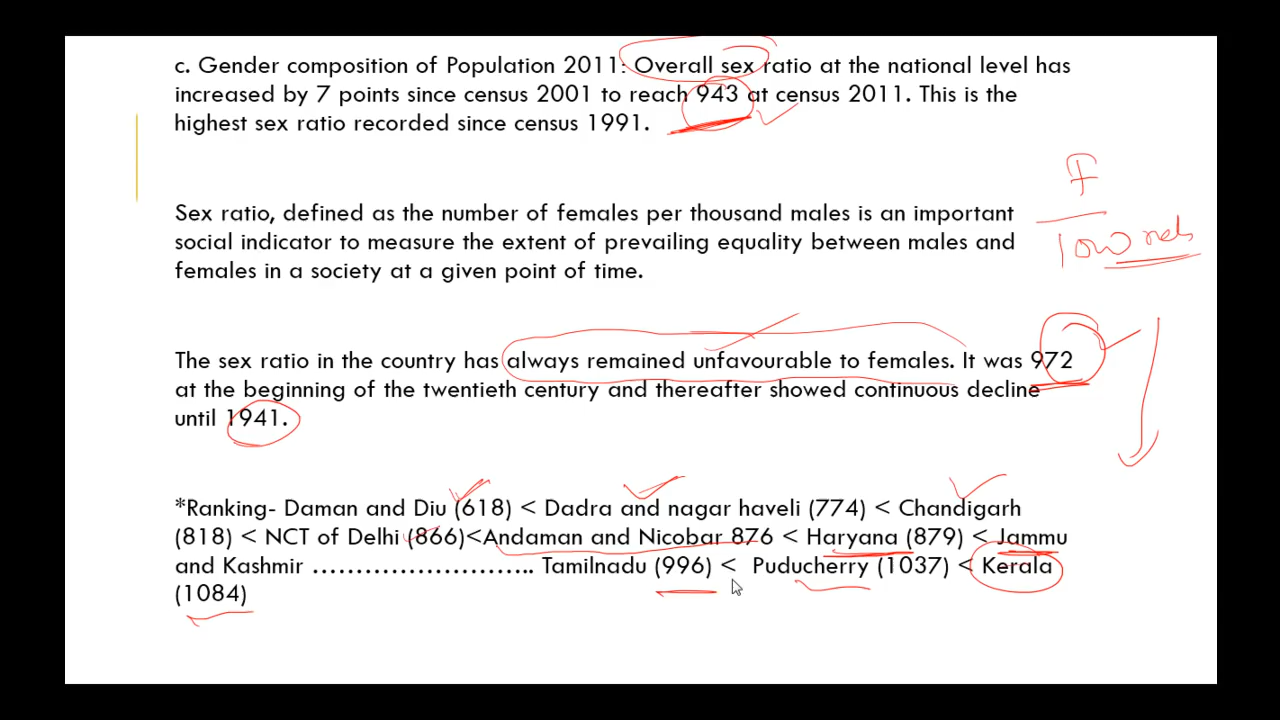 c. Gender composition of Population 2011: Overall sex ratio at the national level has
increased by 7 points since census 2001 to reach 943 at census 2011. This is the
highest sex ratio recorded since census 1991.
Sex ratio, defined as the number of females per thousand males is an important
social indicator to measure the extent of prevailing equality between males and
females in a society at a given point of time.
F
The sex ratio in the country has always remained unfavourable to females. It was 972
at the beginning of the twentieth century and thereafter showed continuous decline
until 1941.
*Ranking- Daman and Diu (618) < Dadra and nagar haveli (774) < Chandigarh
(818) < NCT of Delhi (866)<Andaman and Nicobar 876 < Haryana (879) < Jammu
and Kashmir …………………….. Tamilnadu (996) < Puducherry (1037) < Kerala
(1084)